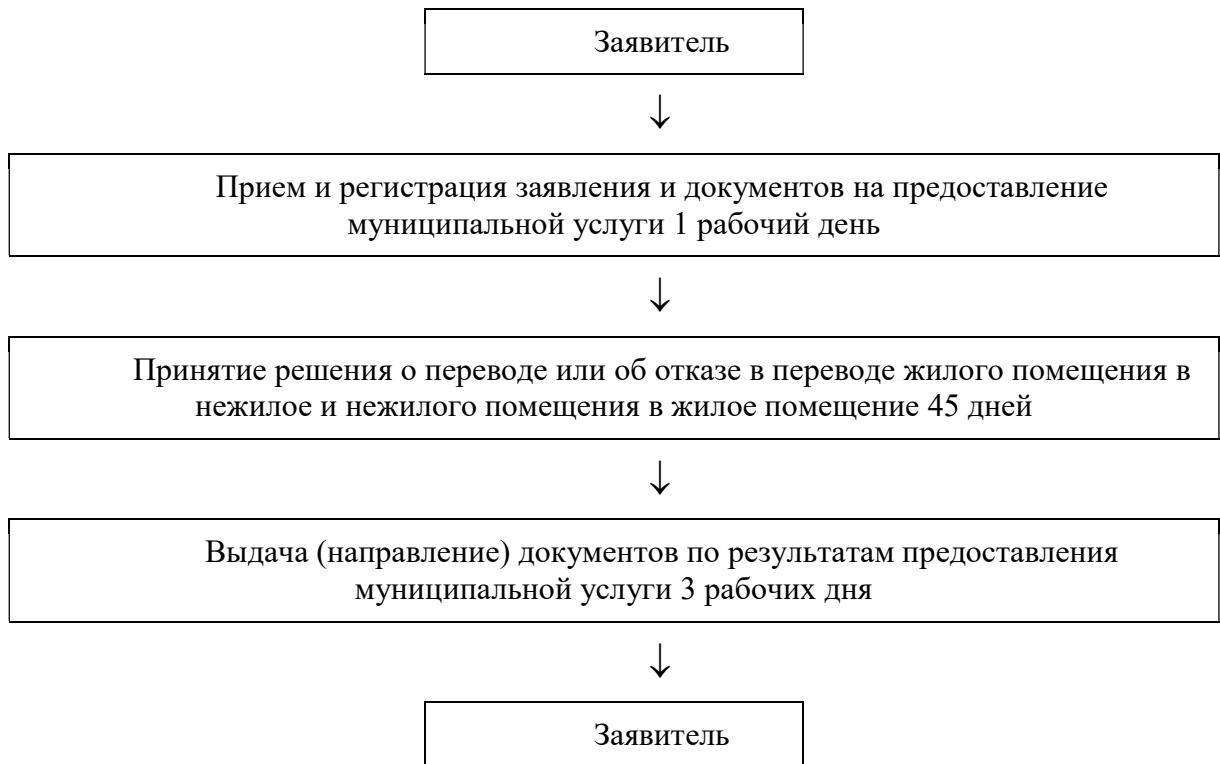 Заявитель
↓
Прием и регистрация заявления и документов на предоставление
муниципальной услуги 1 рабочий день
↓
Принятие решения о переводе или об отказе в переводе жилого помещения в
нежилое и нежилого помещения в жилое помещение 45 дней
↓
Выдача (направление) документов по результатам предоставления
муниципальной услуги 3 рабочих дня
↓
Заявитель